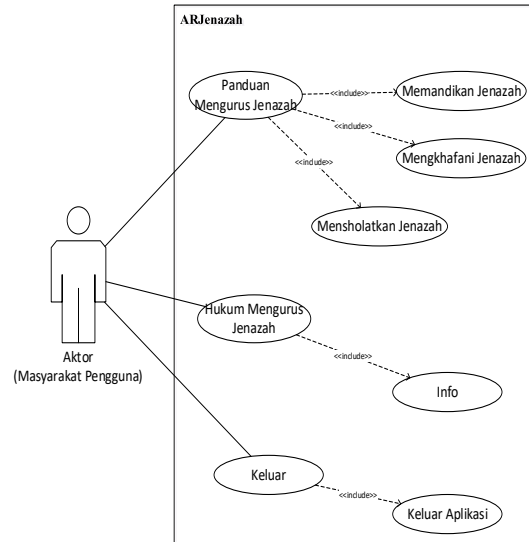 ARJenazah
Panduan
Mengurus Jenazah
<<include>>
Memandikan Jenazah
<<include>>
Mengkhafani Jenazah
<<include>>
Mensholatkan Jenazah
Aktor
(Masyarakat Pengguna)
Hukum Mengurus
Jenazah
<<include>>
Info
Keluar
<<include>>
Keluar Aplikasi